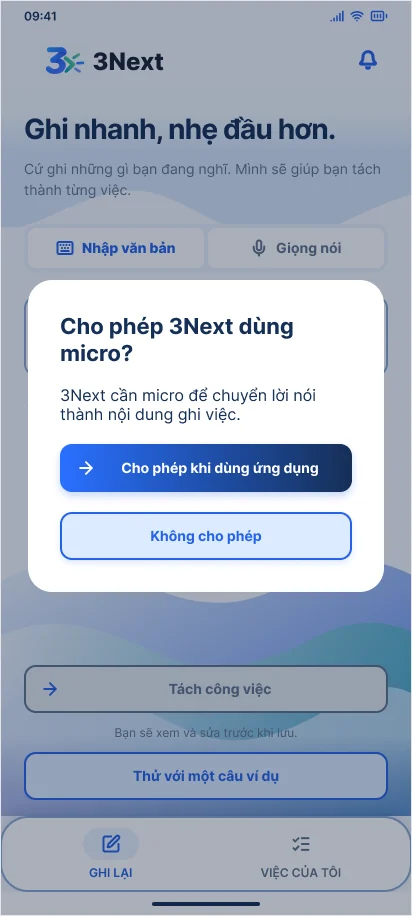 09:41
3Next
Ghi nhanh, nhẹ đầu hơn.
Cứ ghi những gì bạn đang nghĩ. Mình sẽ giúp bạn tách
thành từng việc.
Nhập văn bản
Giọng nói
Cho phép 3Next dùng
micro?
3Next cần micro để chuyển lời nói
thành nội dung ghi việc.
Cho phép khi dùng ứng dụng
Không cho phép
Tách công việc
Bạn sẽ xem và sửa trước khi lưu.
Thử với một câu ví dụ
GHI LẠI
VIỆC CỦA TÔI